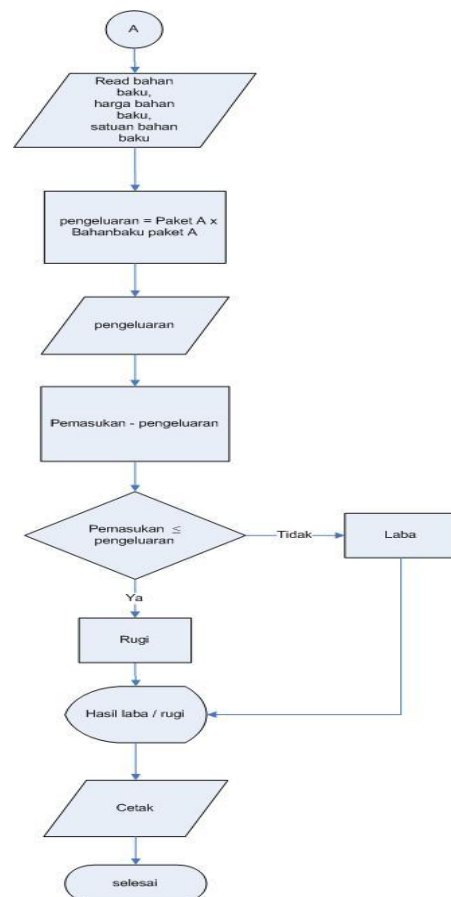 A
Read bahan
baku,
harga bahan
baku,
satuan bahan
baku
pengeluaran = Paket A x
Bahanbaku paket A
pengeluaran
Pemasukan - pengeluaran
Pemasukan ≤
pengeluaran
Tidak
Laba
Ya
Rugi
Hasil laba / rugi
Cetak
selesai